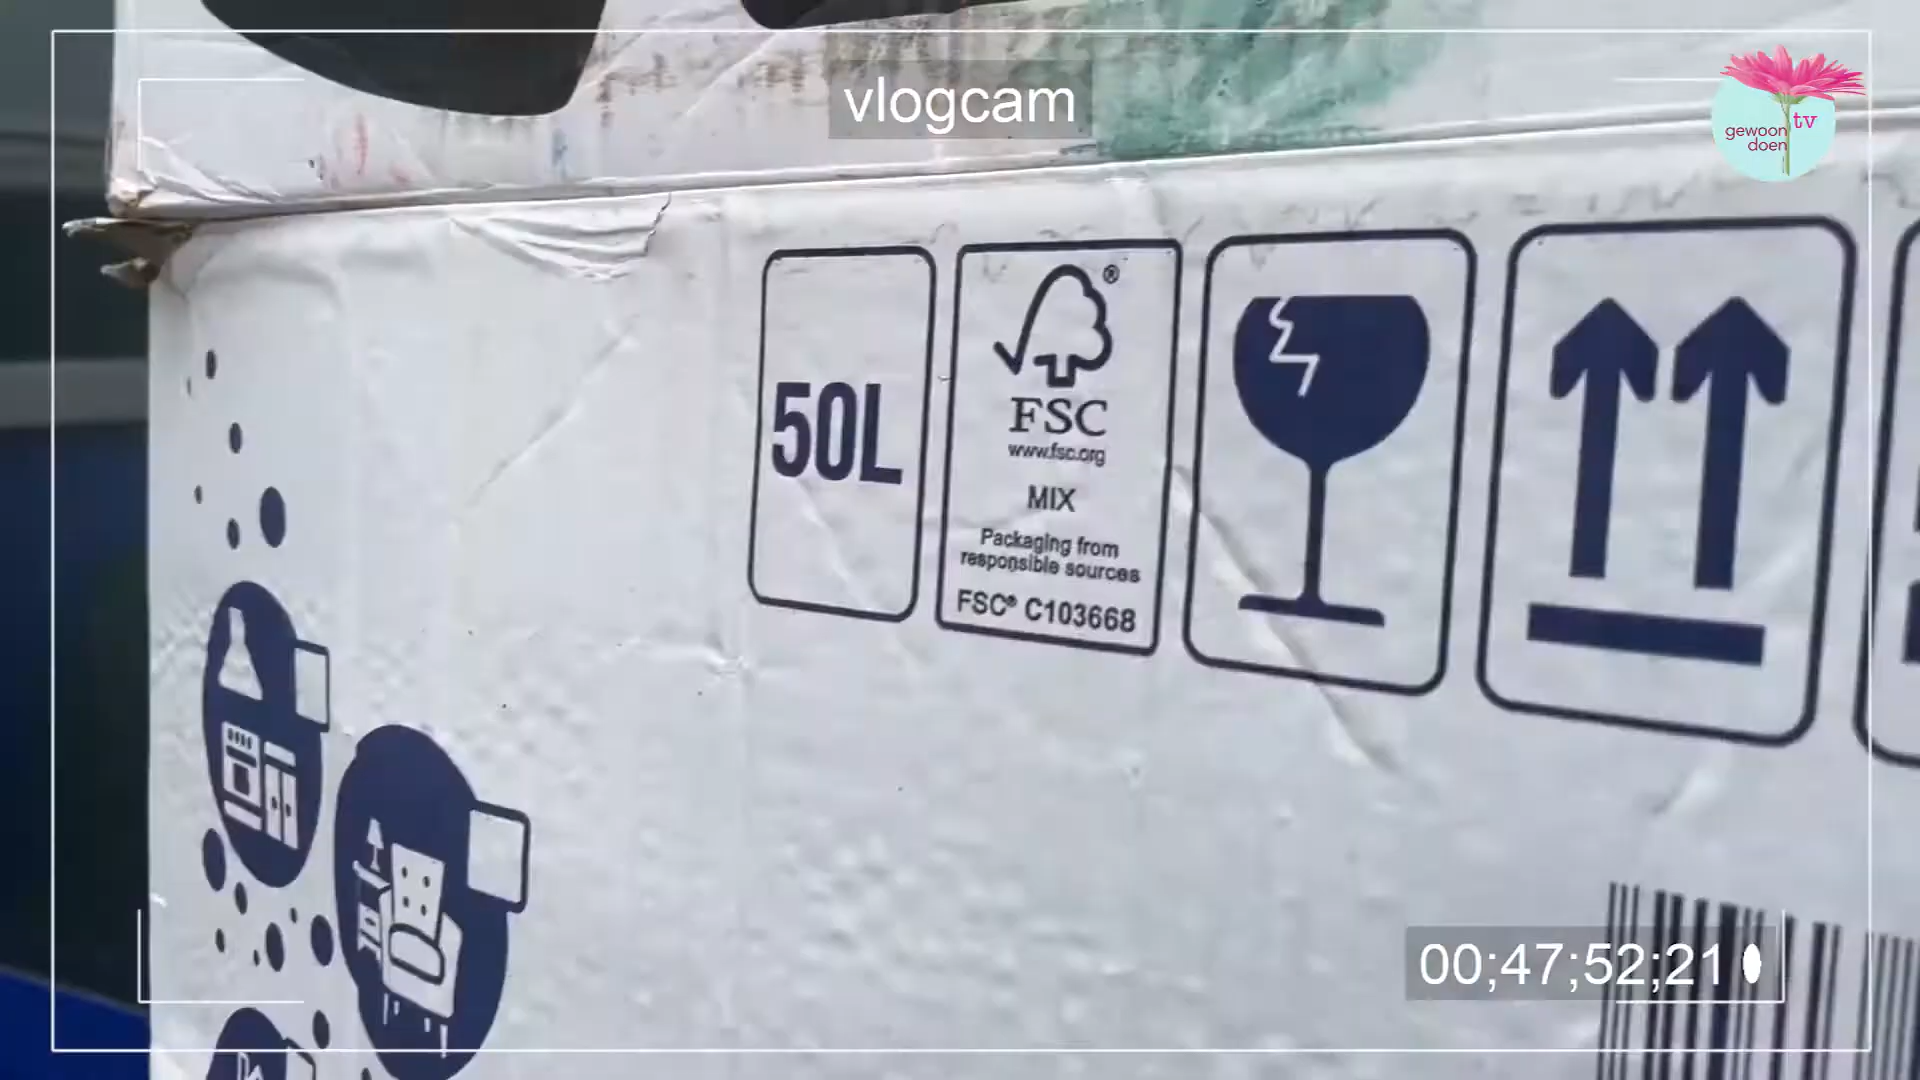 vlogcam
gewoon
doen
tv
50L
®
FSC
www.fsc.org
MIX
Packaging from
responsible sources
FSC® C103668
00;47;52;21